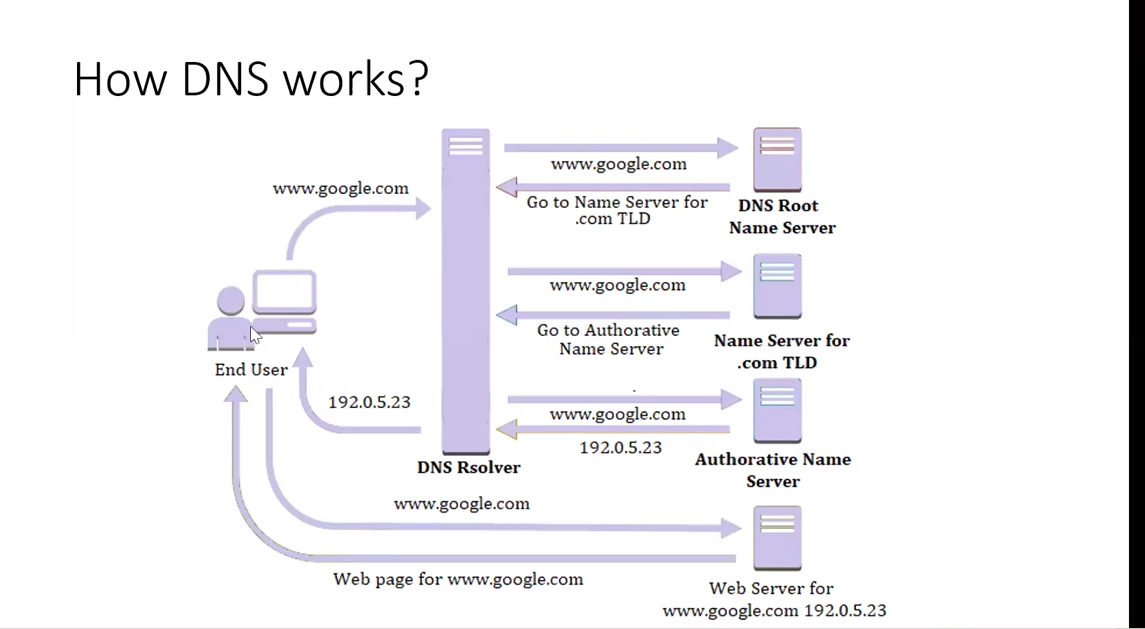 How DNS works?
www.google.com
www.google.com
Go to Name Server for
.com TLD
DNS Root
Name Server
www.google.com
Go to Authorative
Name Server
Name Server for
.com TLD
End User
192.0.5.23
www.google.com
192.0.5.23
Authorative Name
Server
DNS Rsolver
www.google.com
Web page for www.google.com
Web Server for
www.google.com 192.0.5.23